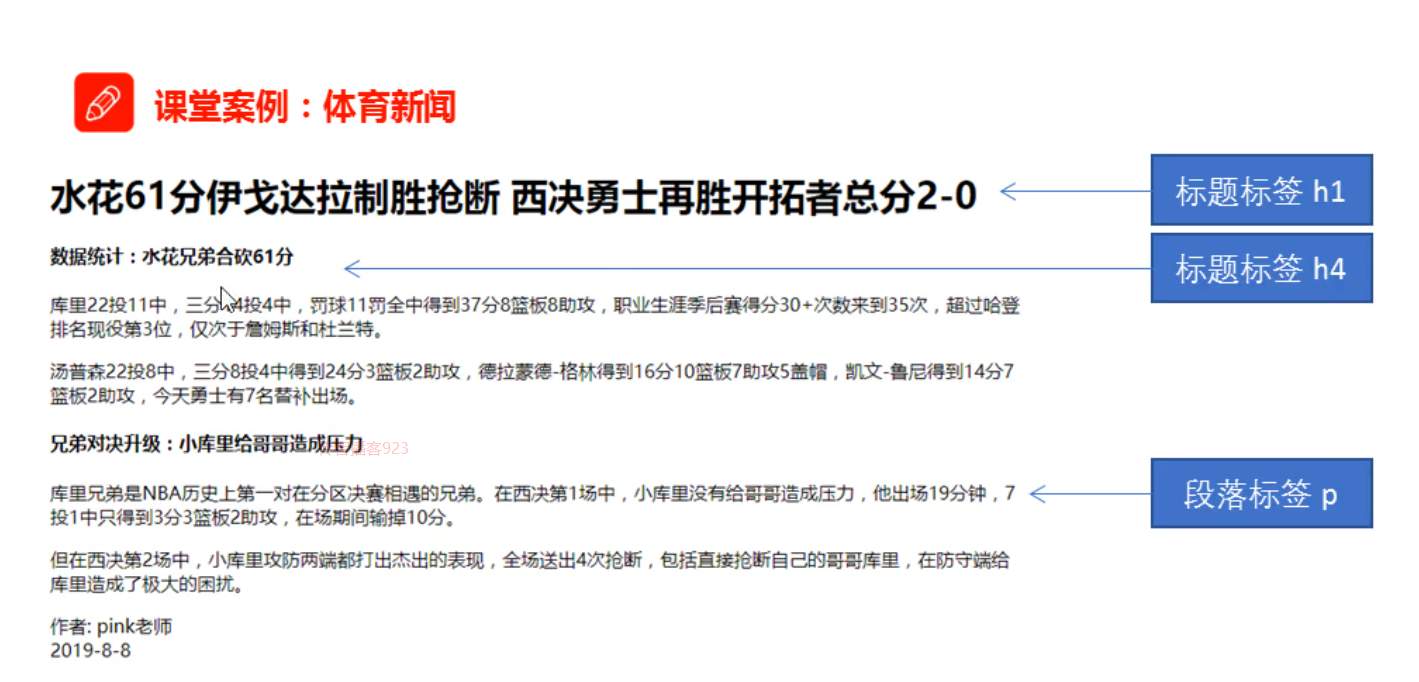 课堂案例：体育新闻
水花61分伊戈达拉制胜抢断 西决勇士再胜开拓者总分2-0
标题标签 h1
数据统计：水花兄弟合砍61分
标题标签 h4
库里22投11中，三分14投4中，罚球11罚全中得到37分8篮板8助攻，职业生涯季后赛得分30+次数来到35次，超过哈登
排名现役第3位，仅次于詹姆斯和杜兰特。
汤普森22投8中，三分8投4中得到24分3篮板2助攻，德拉蒙德-格林得到16分10篮板7助攻5盖帽，凯文-鲁尼得到14分7
篮板2助攻，今天勇士有7名替补出场。
兄弟对决升级：小库里给哥哥造成压力
播客923
库里兄弟是NBA历史上第一对在分区决赛相遇的兄弟。在西决第1场中，小库里没有给哥哥造成压力，他出场19分钟，7
投1中只得到3分3篮板2助攻，在场期间输掉10分。
段落标签 p
但在西决第2场中，小库里攻防两端都打出杰出的表现，全场送出4次抢断，包括直接抢断自己的哥哥库里，在防守端给
库里造成了极大的困扰。
作者: pink老师
2019-8-8